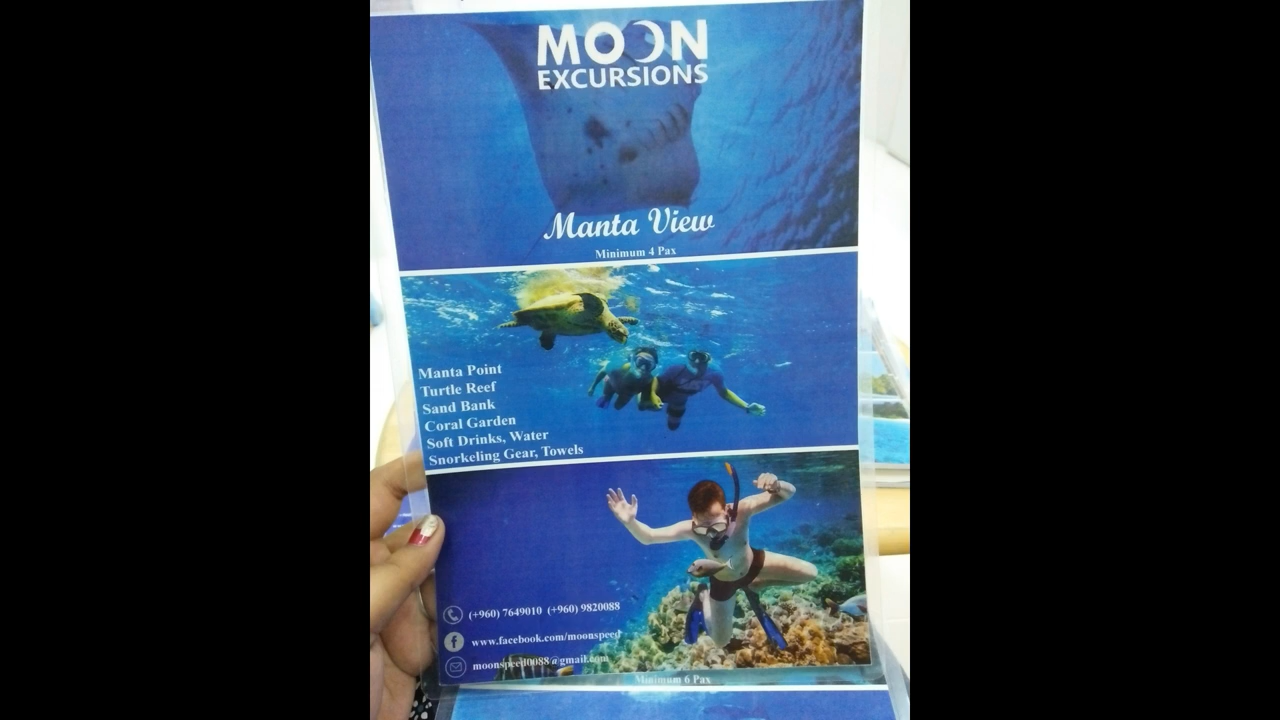 MOON
EXCURSIONS
Manta View
Minimum 4 Pax
Manta Point
Turtle Reef
Sand Bank
Coral Garden
Soft Drinks, Water
Snorkeling Gear, Towels
(+960) 7649010 (+960) 9820088
www.facebook.com/moonspeed
moonspeed0088@gmail.com
Minimum 6 Pax